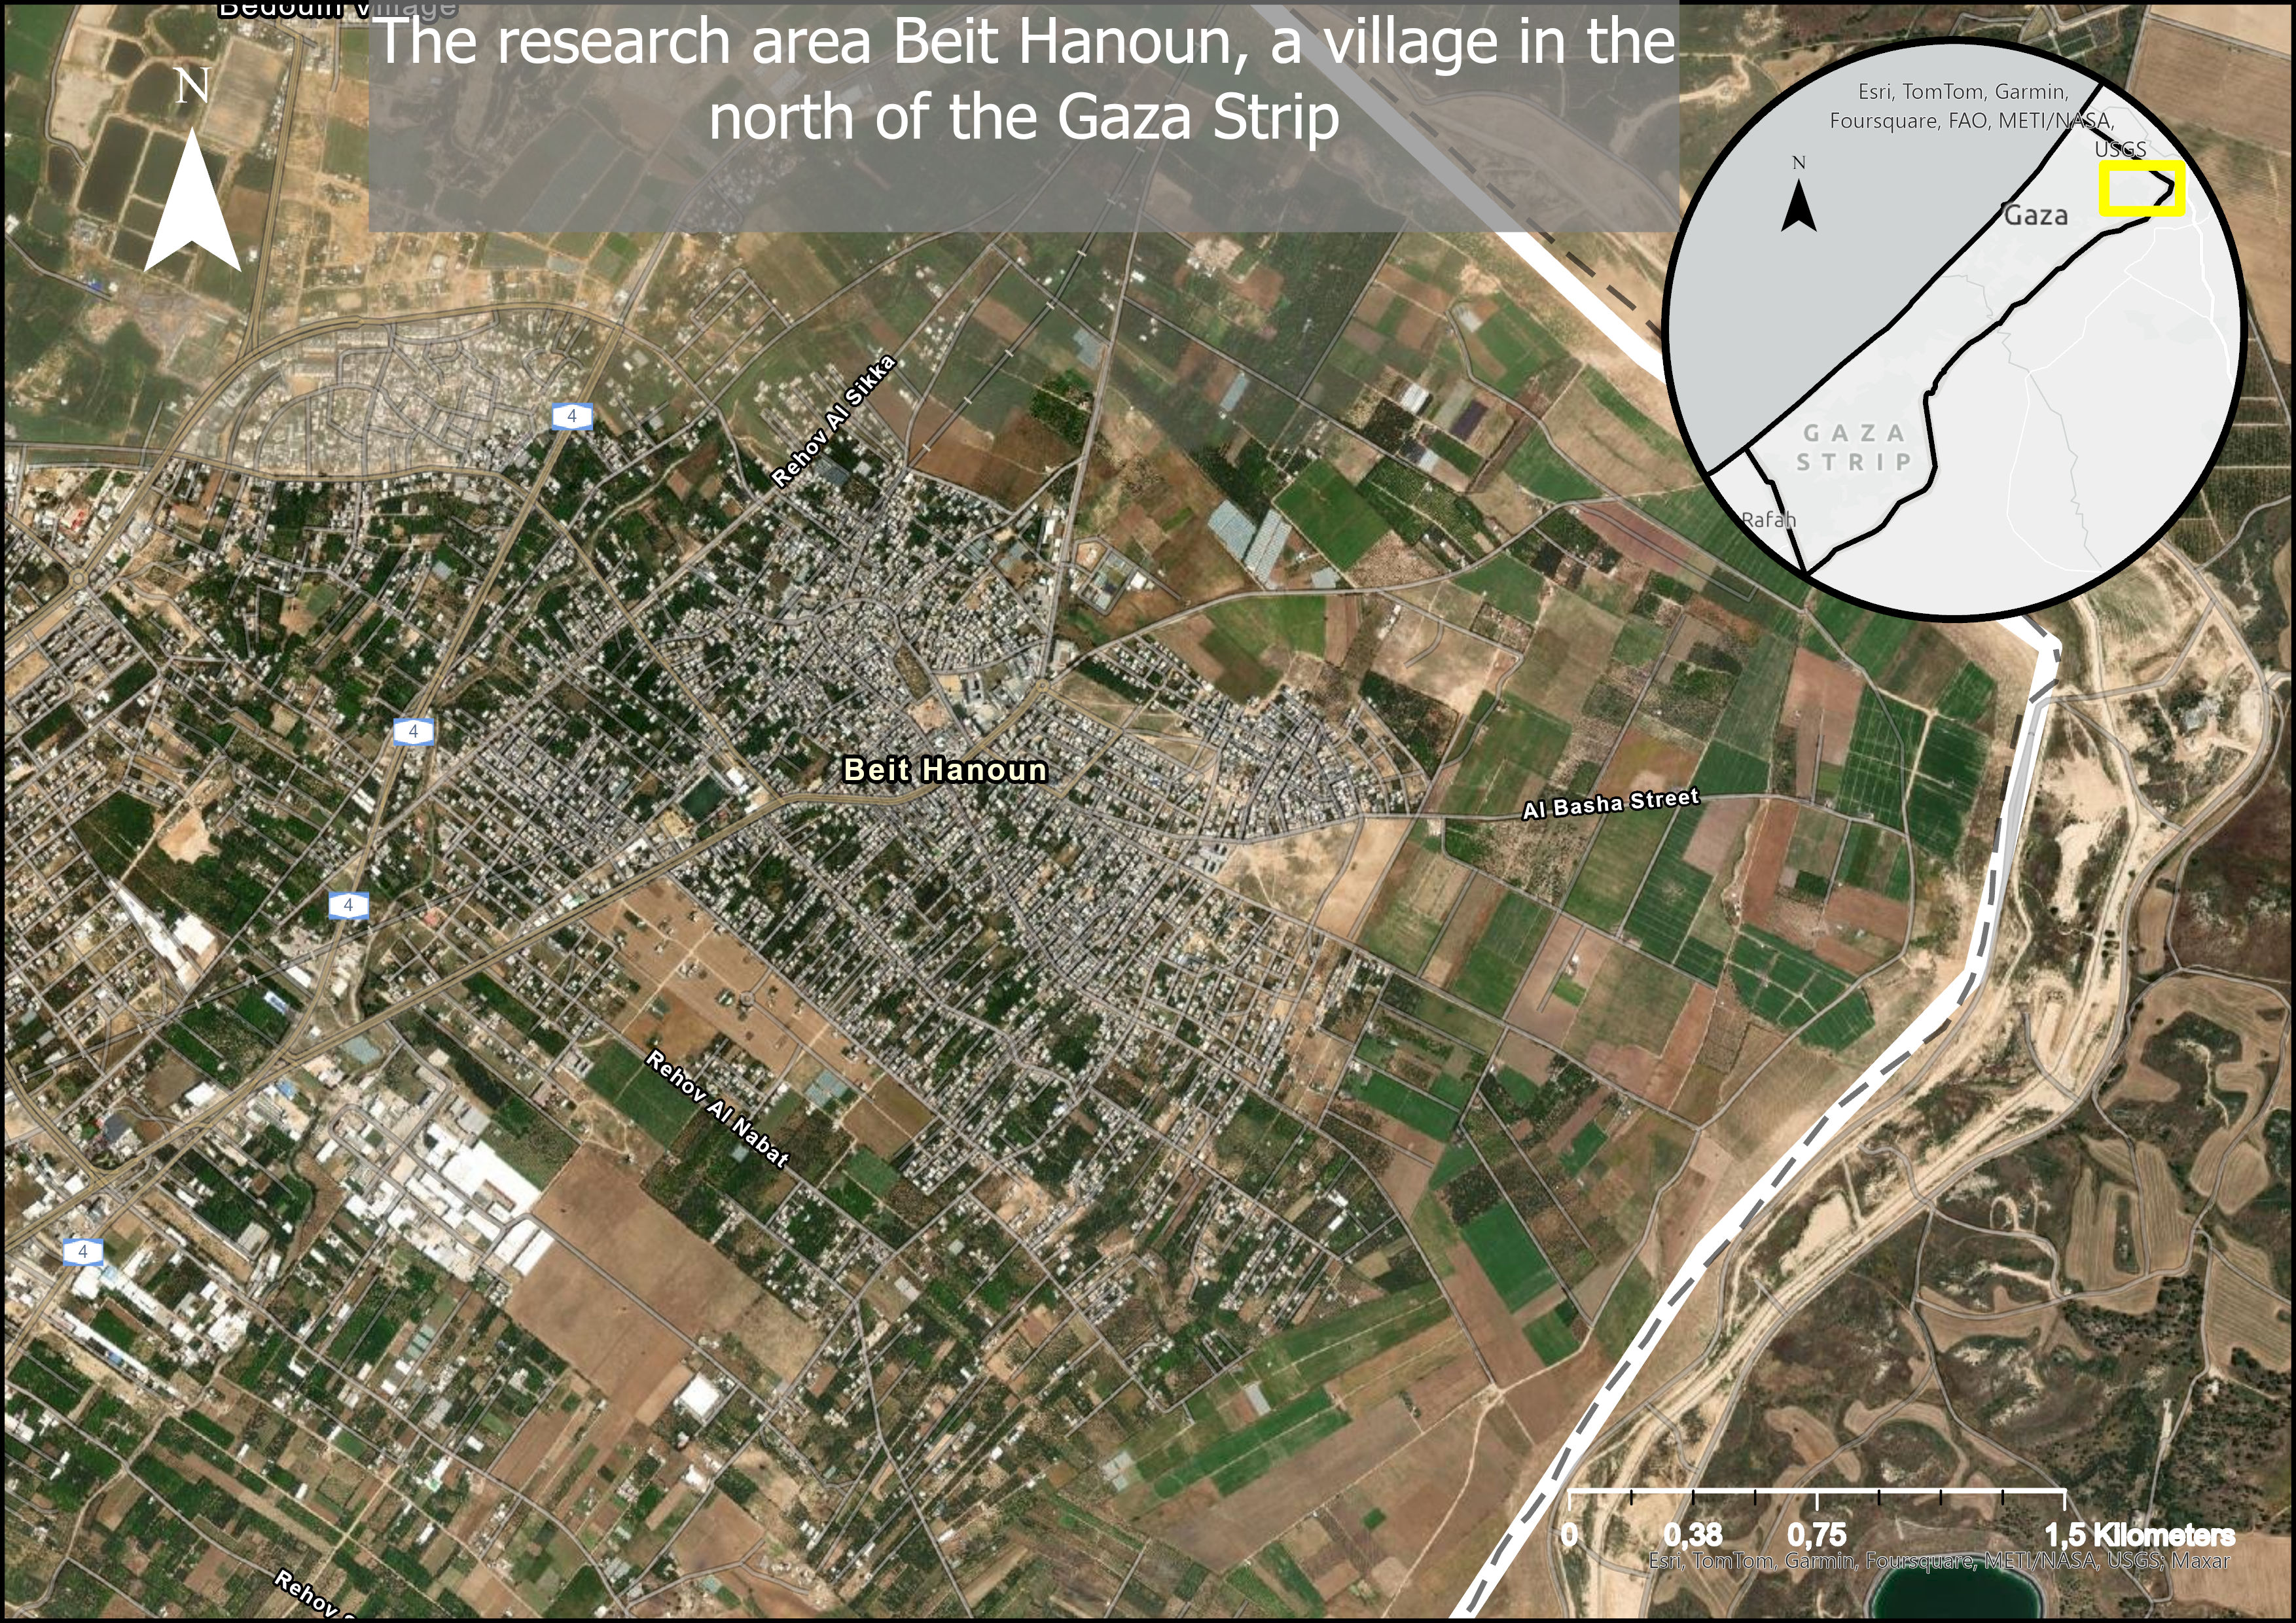 Bedouin Village
The research area Beit Hanoun, a village in the
north of the Gaza Strip
N
Esri, TomTom, Garmin,
Foursquare, FAO, METI/NASA,
USGS
N
Gaza
GAZA
STRIP
Rafah
4
Rehov Al Sikka
4
Beit Hanoun
Al Basha Street
4
Rehov Al Nabat
4
0 0,38 0,75 1,5 Kilometers
Esri, TomTom, Garmin, Foursquare, METI/NASA, USGS; Maxar
Rehov